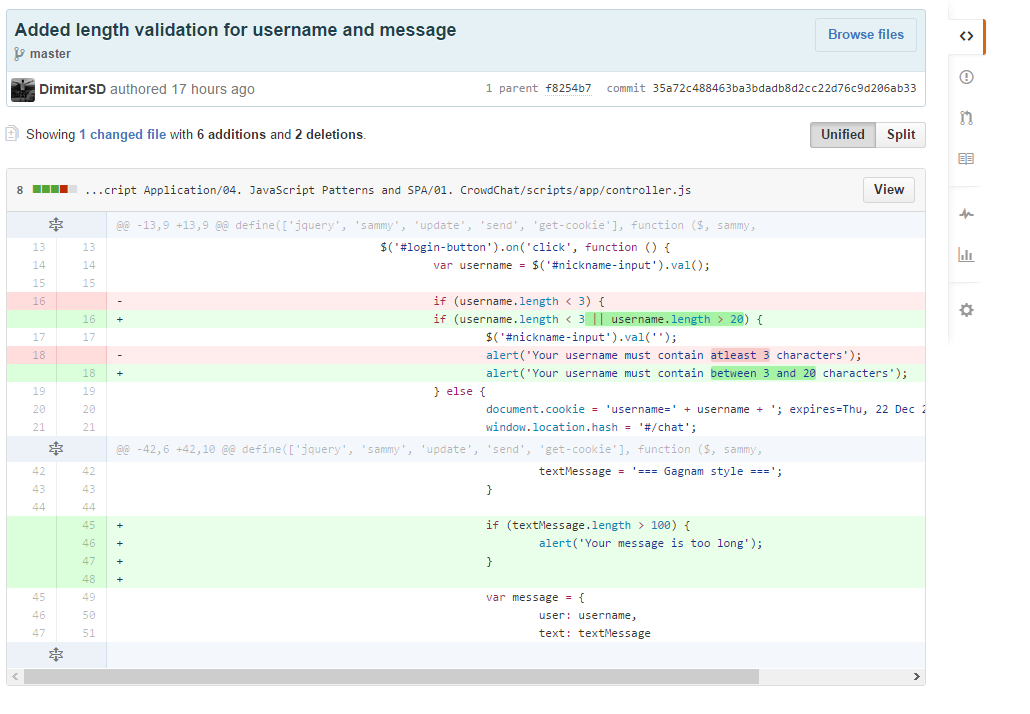 Added length validation for username and message
Browse files
master
DimitarSD authored 17 hours ago
1 parent f8254b7 commit 35a72c488463ba3bdadb8d2cc22d76c9d206ab33
Showing 1 changed file with 6 additions and 2 deletions.
Unified Split
8 ...cript Application/04. JavaScript Patterns and SPA/01. CrowdChat/scripts/app/controller.js
View
@@ -13,9 +13,9 @@ define(['jquery', 'sammy', 'update', 'send', 'get-cookie'], function ($, sammy,
13 13 $('#login-button').on('click', function () {
14 14 var username = $('#nickname-input').val();
15 15
16 - if (username.length < 3) {
16 + if (username.length < 3 || username.length > 20) {
17 17 $('#nickname-input').val('');
18 - alert('Your username must contain atleast 3 characters');
18 + alert('Your username must contain between 3 and 20 characters');
19 19 } else {
20 20 document.cookie = 'username=' + username + '; expires=Thu, 22 Dec 2
21 21 window.location.hash = '#/chat';
@@ -42,6 +42,10 @@ define(['jquery', 'sammy', 'update', 'send', 'get-cookie'], function ($, sammy,
42 42 textMessage = '=== Gagnam style ===';
43 43 }
44 44
45 + if (textMessage.length > 100) {
46 + alert('Your message is too long');
47 + }
48 +
45 49 var message = {
46 50 user: username,
47 51 text: textMessage